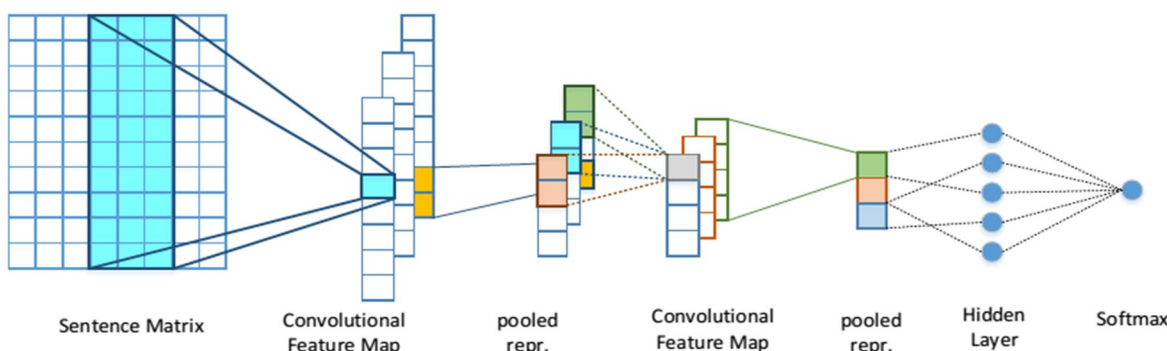 Sentence Matrix
Convolutional
Feature Map
pooled
repr.
Convolutional
Feature Map
pooled
repr.
Hidden
Layer
Softmax